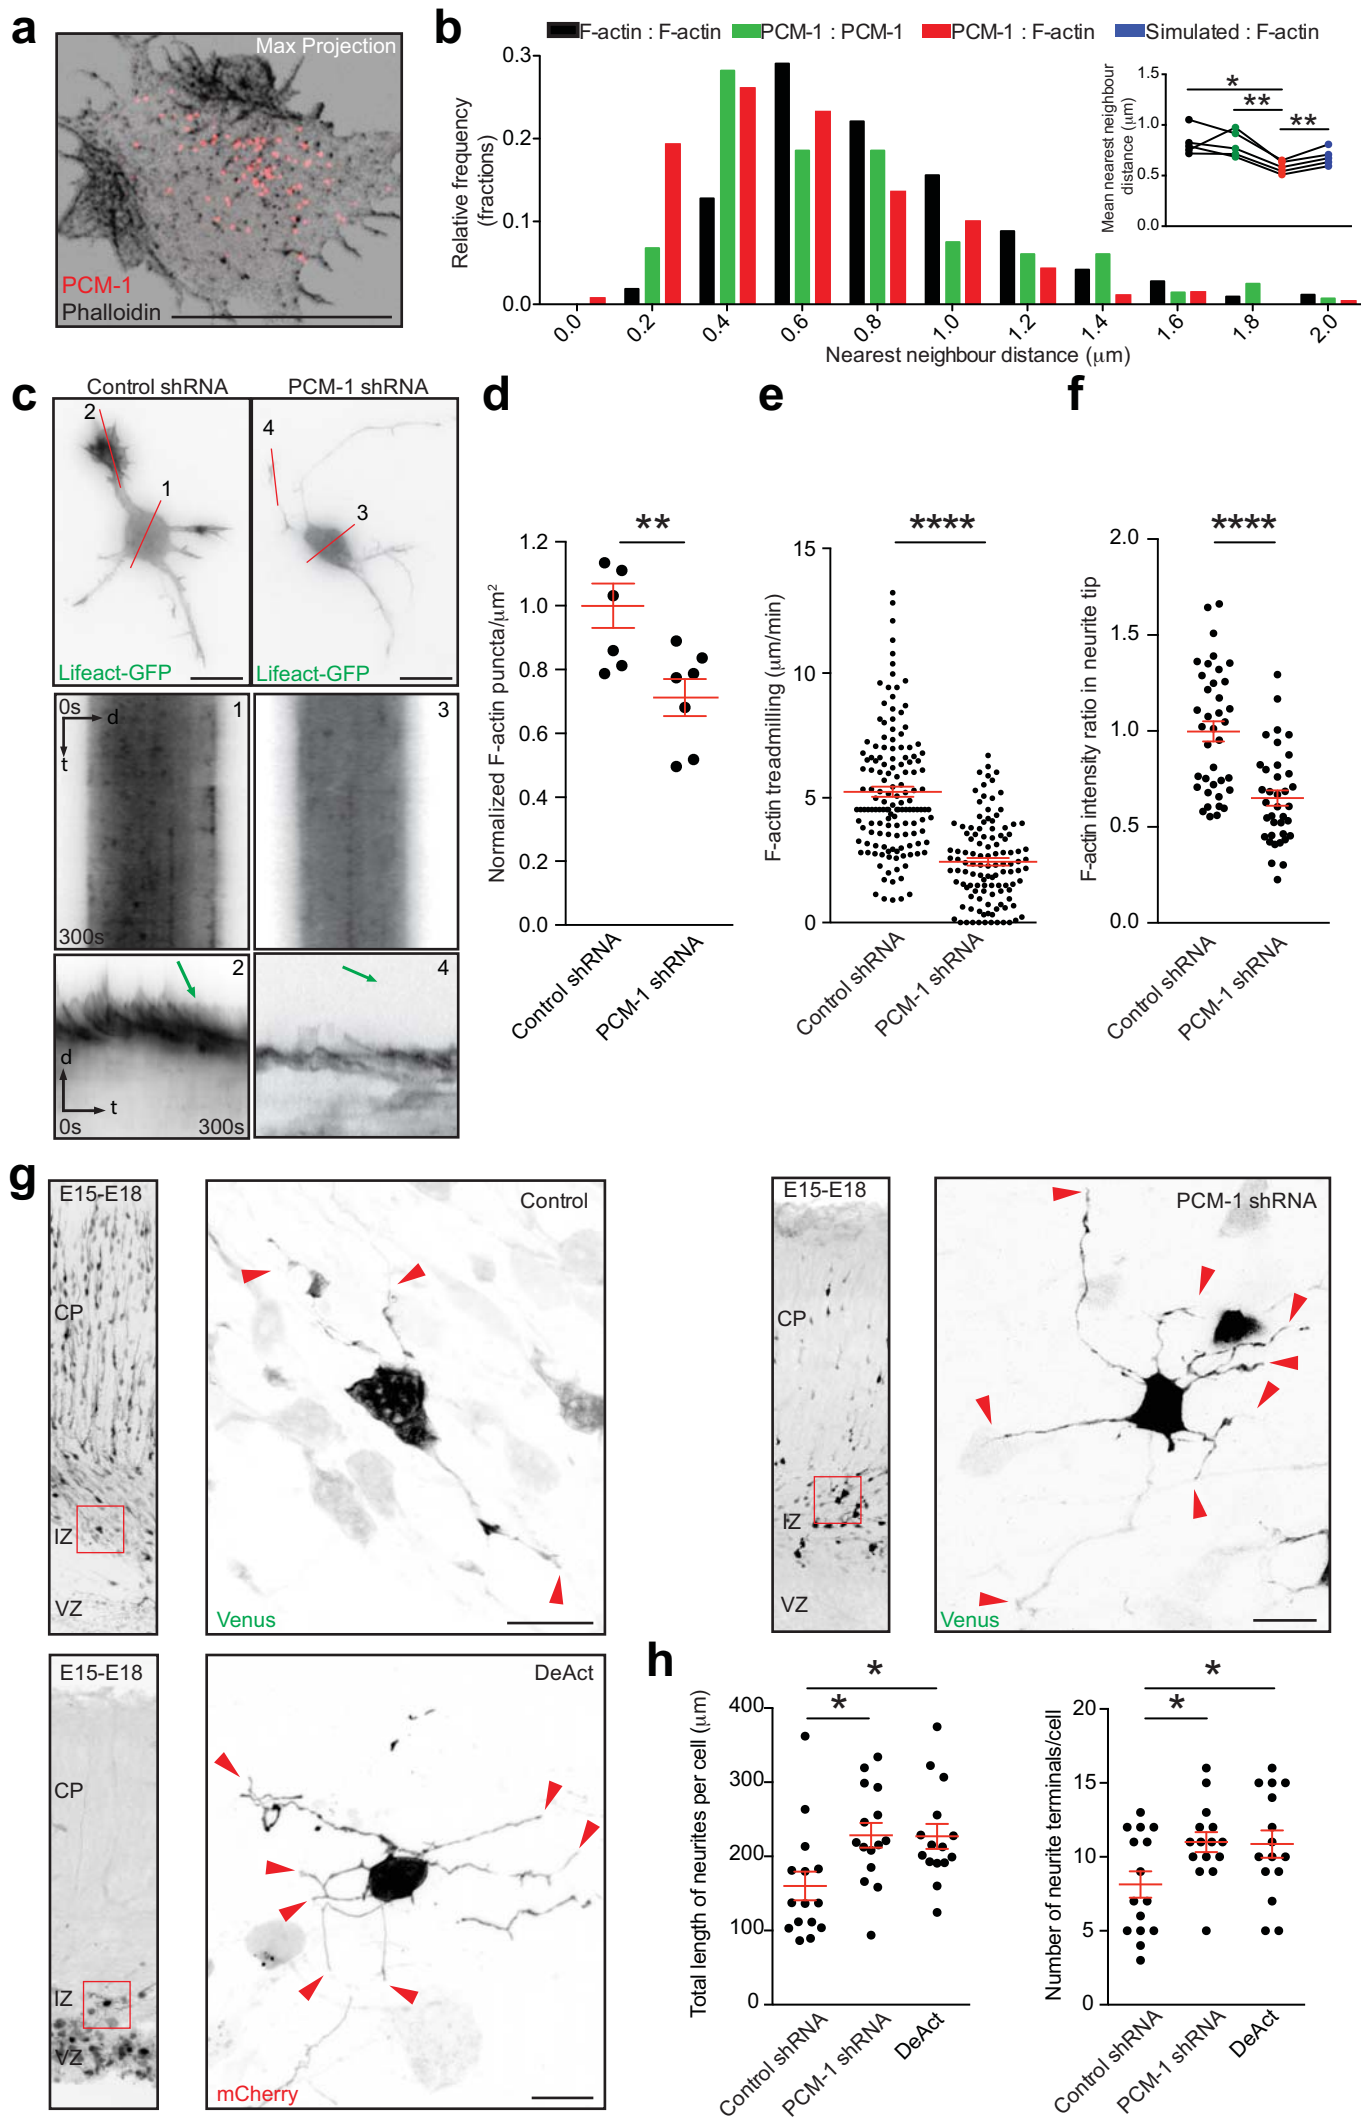 a
Max Projection
PCM-1
Phalloidin
b
F-actin : F-actin
PCM-1 : PCM-1
PCM-1 : F-actin
Simulated : F-actin
Relative frequency
(fractions)
0.3
0.2
0.1
0.0
0.0
0.2
0.4
0.6
0.8
1.0
1.2
1.4
1.6
1.8
2.0
Nearest neighbour distance (μm)
Mean nearest neighbour
distance (μm)
1.5
1.0
0.5
0.0
*
**
**
c
Control shRNA
PCM-1 shRNA
2
1
Lifeact-GFP
4
3
Lifeact-GFP
0s
d
t
1
300s
3
2
d
t
0s
300s
4
d
Normalized F-actin puncta/μm²
1.2
1.0
0.8
0.6
0.4
0.2
0.0
**
Control shRNA
PCM-1 shRNA
e
F-actin treadmilling (μm/min)
15
10
5
0
****
Control shRNA
PCM-1 shRNA
f
F-actin intensity ratio in neurite tip
2.0
1.5
1.0
0.5
0.0
****
Control shRNA
PCM-1 shRNA
g
E15-E18
CP
IZ
VZ
Control
Venus
E15-E18
CP
IZ
VZ
PCM-1 shRNA
Venus
E15-E18
CP
IZ
VZ
DeAct
mCherry
h
Total length of neurites per cell (μm)
400
300
200
100
0
*
*
Control shRNA
PCM-1 shRNA
DeAct
Number of neurite terminals/cell
20
15
10
5
0
*
*
Control shRNA
PCM-1 shRNA
DeAct